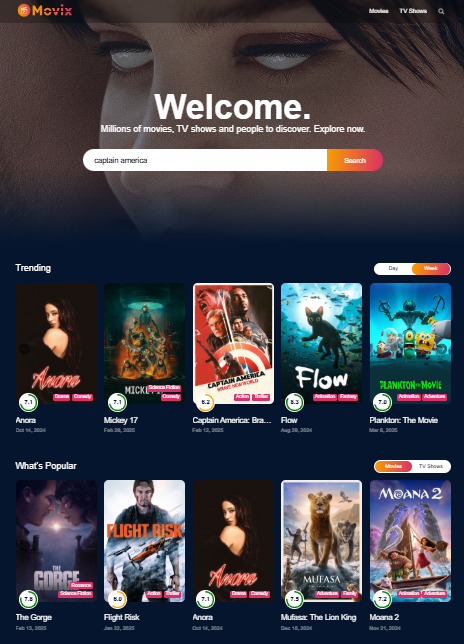 Movix
Movies TV Shows
Welcome.
Millions of movies, TV shows and people to discover. Explore now.
captain america Search
Trending Day Week
Anora
MICKEY 17
CAPTAIN AMERICA
BRAVE NEW WORLD
Flow
PLANKTON: THE MOVIE
7.1 Drama Comedy
7.1 Science Fiction Comedy
6.2 Action Thriller
8.3 Animation Fantasy
7.0 Animation Adventure
Anora Mickey 17 Captain America: Bra... Flow Plankton: The Movie
Oct 14, 2024 Feb 28, 2025 Feb 12, 2025 Aug 29, 2024 Mar 8, 2025
What's Popular Movies TV Shows
THE GORGE
FLIGHT RISK
Anora
MUFASA
MOANA 2
7.8 Romance Science Fiction
6.0 Action Thriller
7.1 Drama Comedy
7.5 Adventure Family
7.2 Animation Adventure
The Gorge Flight Risk Anora Mufasa: The Lion King Moana 2
Feb 13, 2025 Jan 22, 2025 Oct 14, 2024 Dec 18, 2024 Nov 21, 2024